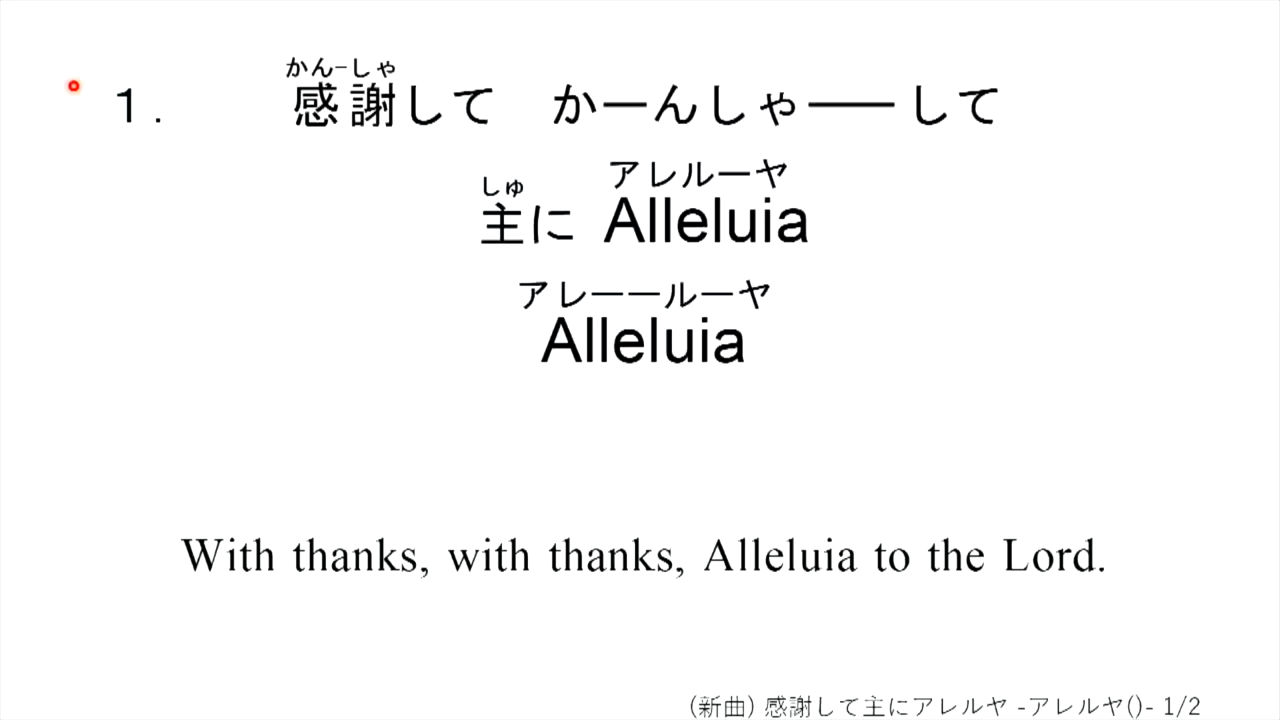 かん-しゃ
１. 感謝して かーんしゃ──して
しゅ アレルーヤ
主に Alleluia
アレーールーヤ
Alleluia
With thanks, with thanks, Alleluia to the Lord.
(新曲) 感謝して主にアレルヤ -アレルヤ()- 1/2